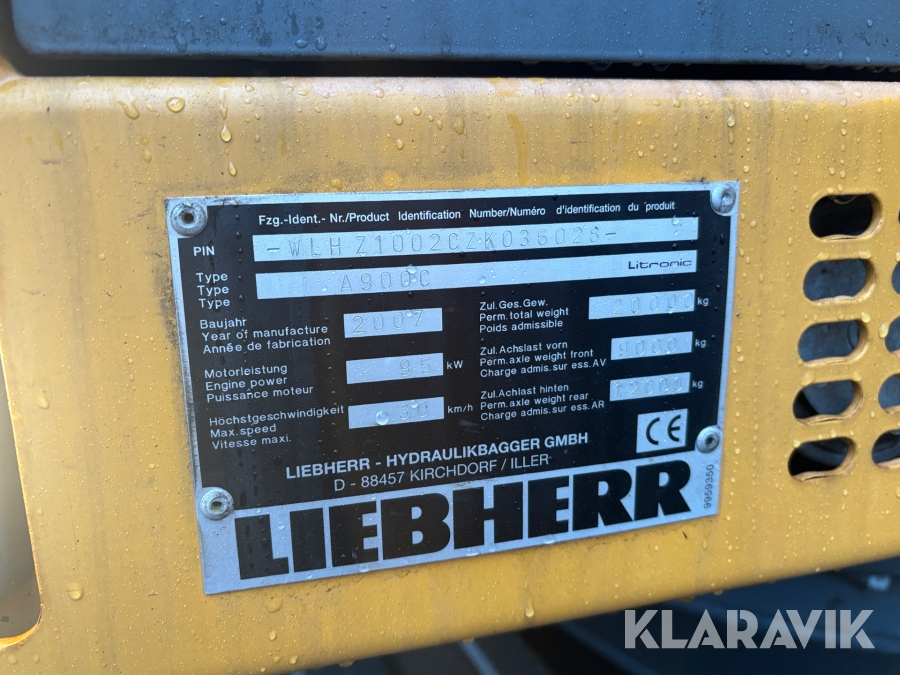 Fzg.-Ident.- Nr./Product Identification Number/Numéro d'identification du produit
PIN -WLHZ1002CZK036028-
Type
Type A900C Litronic
Type
Baujahr
Year of manufacture 2007
Année de fabrication
Motorleistung
Engine power 95 kW
Puissance moteur
Höchstgeschwindigkeit
Max. speed 30 km/h
Vitesse maxi.
Zul.Ges.Gew.
Perm. total weight 20000 kg
Poids admissible
Zul.Achslast vorn
Perm. axle weight front 9000 kg
Charge admis.sur ess.AV
Zul.Achlast hinten
Perm. axle weight rear 12000 kg
Charge admis.sur ess.AR
CE
LIEBHERR - HYDRAULIKBAGGER GMBH
D - 88457 KIRCHDORF / ILLER
9959350
LIEBHERR
KLARAVIK